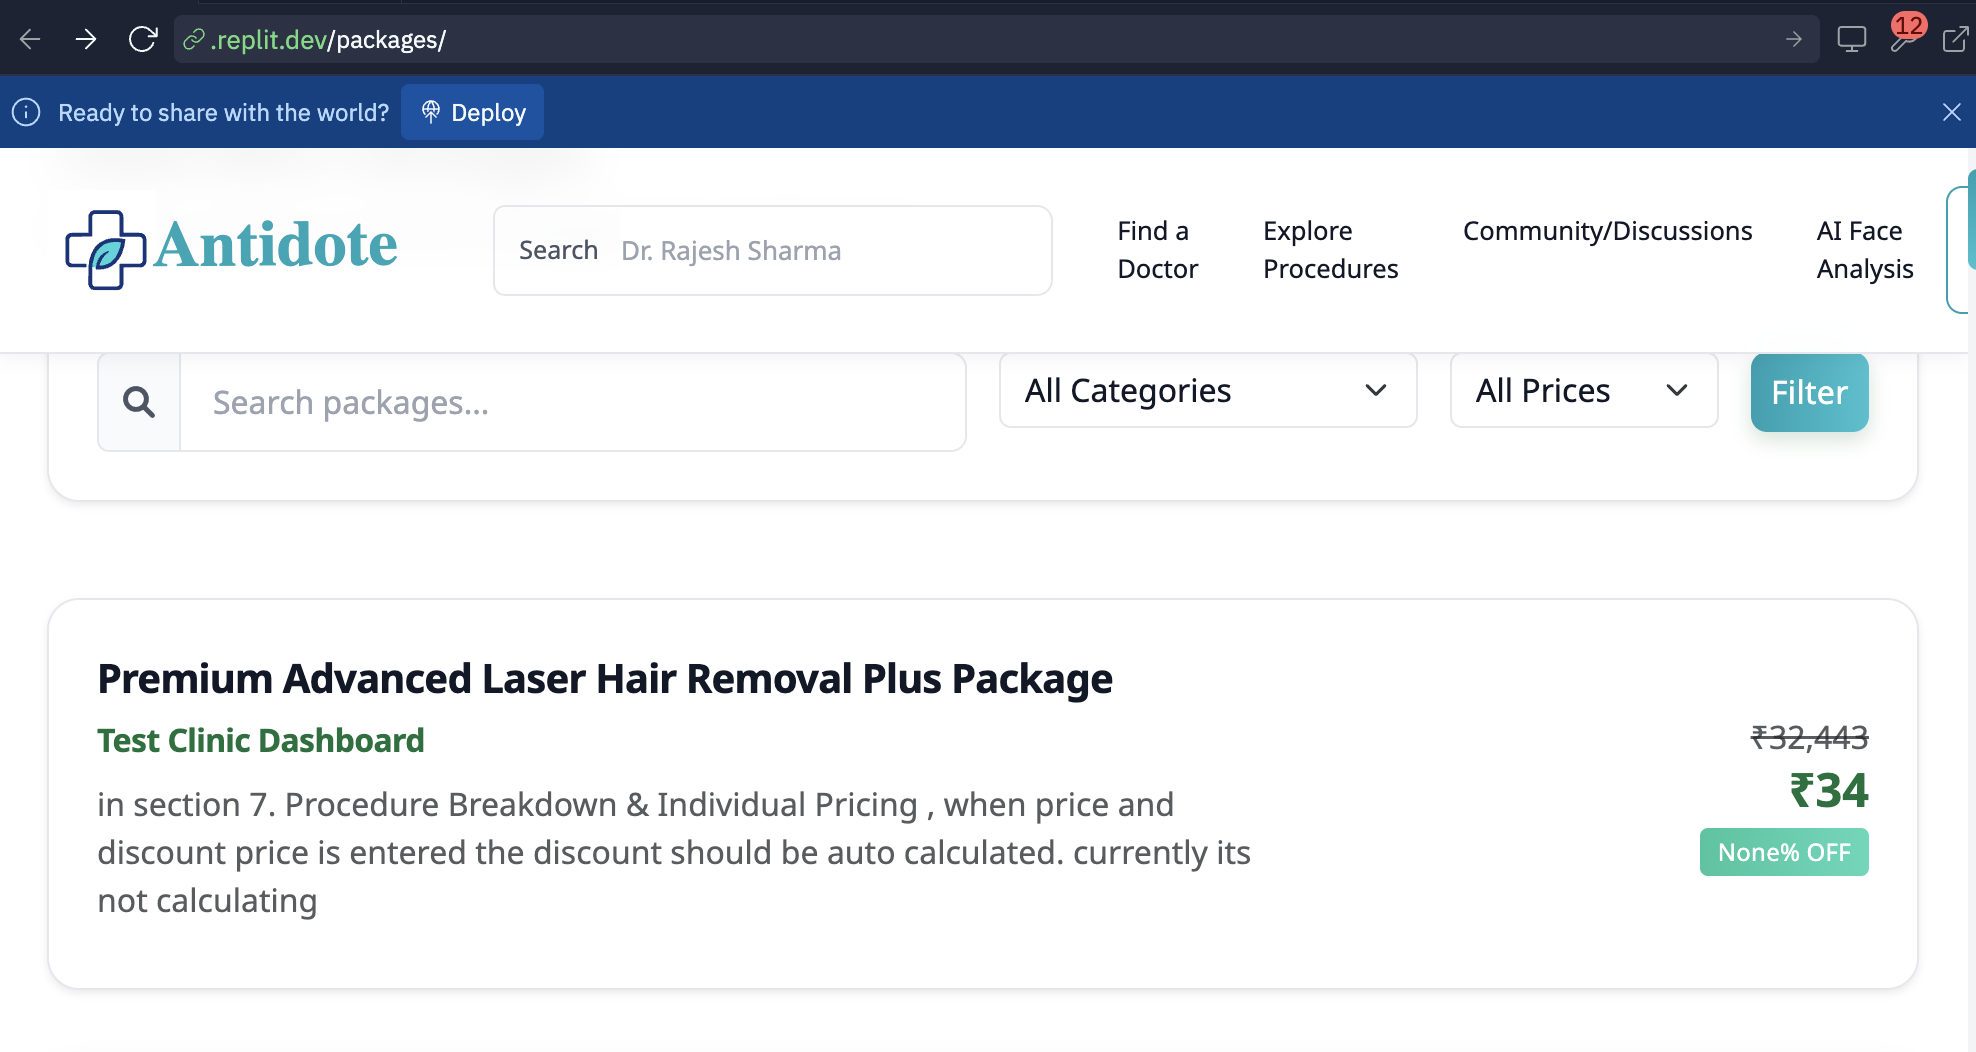 .replit.dev/packages/
12
Ready to share with the world?
Deploy
Antidote
Search Dr. Rajesh Sharma
Find a
Doctor
Explore
Procedures
Community/Discussions
AI Face
Analysis
Search packages...
All Categories
All Prices
Filter
Premium Advanced Laser Hair Removal Plus Package
Test Clinic Dashboard
in section 7. Procedure Breakdown & Individual Pricing , when price and
discount price is entered the discount should be auto calculated. currently its
not calculating
₹32,443
₹34
None% OFF